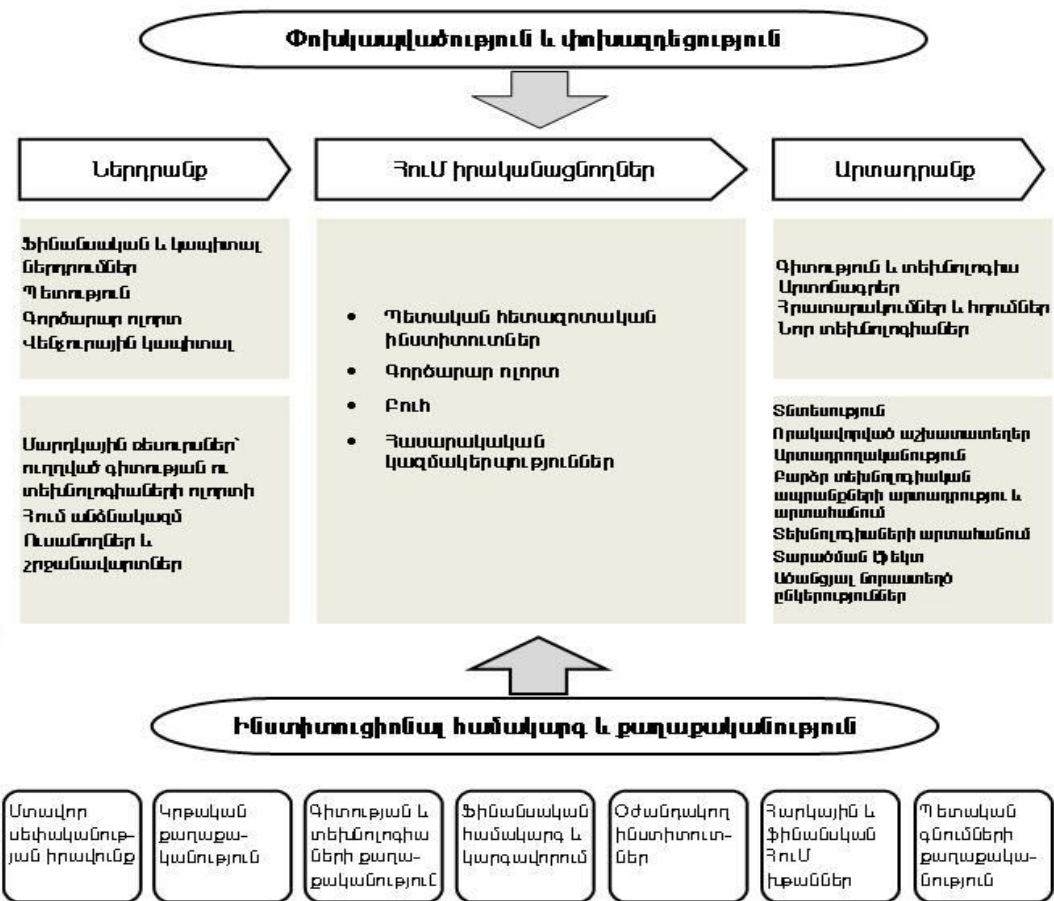 Փոխկապվածություն և փոխազդեցություն
Ներդրանք
ՀուՄ իրականացնողներ
Արտադրանք
Ֆինանսական և կապիտալ
ներդրումներ
Պետություն
Գործարար ոլորտ
Վենչուրային կապիտալ
Մարդկային ռեսուրսներ՝
ուղղված գիտության ու
տեխնոլոգիաների ոլորտի
Հում անձնակազմ
Ուսանողներ և
շրջանավարտներ
• Պետական հետազոտական
ինստիտուտներ
• Գործարար ոլորտ
• Բուհ
• Հասարակական
կազմակերպություններ
Գիտություն և տեխնոլոգիա
Արտոնագրեր
Հրատարակումներ և հղումներ
Նոր տեխնոլոգիաներ
Տնտեսություն
Որակավորված աշխատատեղեր
Արտադրողականություն
Բարձր տեխնոլոգիական
ապրանքների արտադրությու և
արտահանում
Տեխնոլոգիաների արտահանում
Տարածման էֆեկտ
Ածանցյալ նորաստեղծ
ընկերություններ
Ինստիտուցիոնալ համակարգ և քաղաքականություն
Մտավոր
սեփականութ-
յան իրավունք
Կրթական
քաղաքա-
կանություն
Գիտության և
տեխնոլոգիա
ների քաղա-
քականություն
Ֆինանսական
համակարգ և
կարգավորում
Օժանդակող
ինստիտուտ-
ներ
Հարկային և
ֆինանսական
ՀուՄ
խթաններ
Պետական
գնումների
քաղաքակա-
նություն